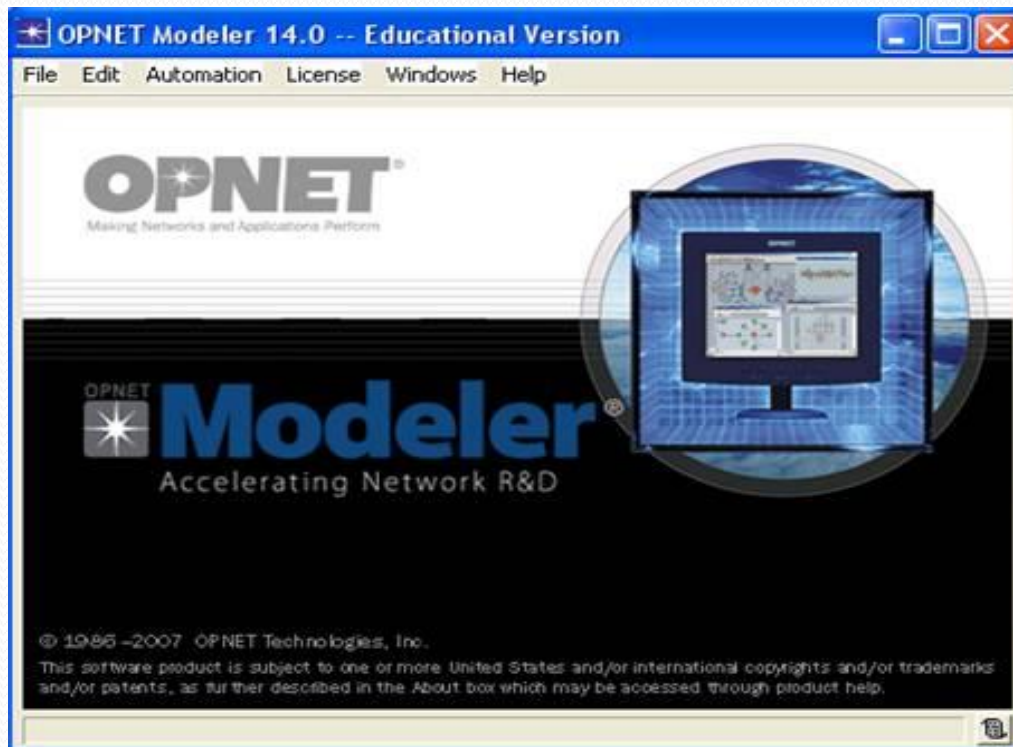 OPNET Modeler 14.0 -- Educational Version
File Edit Automation License Windows Help
OPNET®
Making Networks and Applications Perform
OPNET
OPNET
Modeler®
Accelerating Network R&D
© 1986-2007 OPNET Technologies, Inc.
This software product is subject to one or more United States and/or international copyrights and/or trademarks
and/or patents, as further described in the About box which may be accessed through product help.